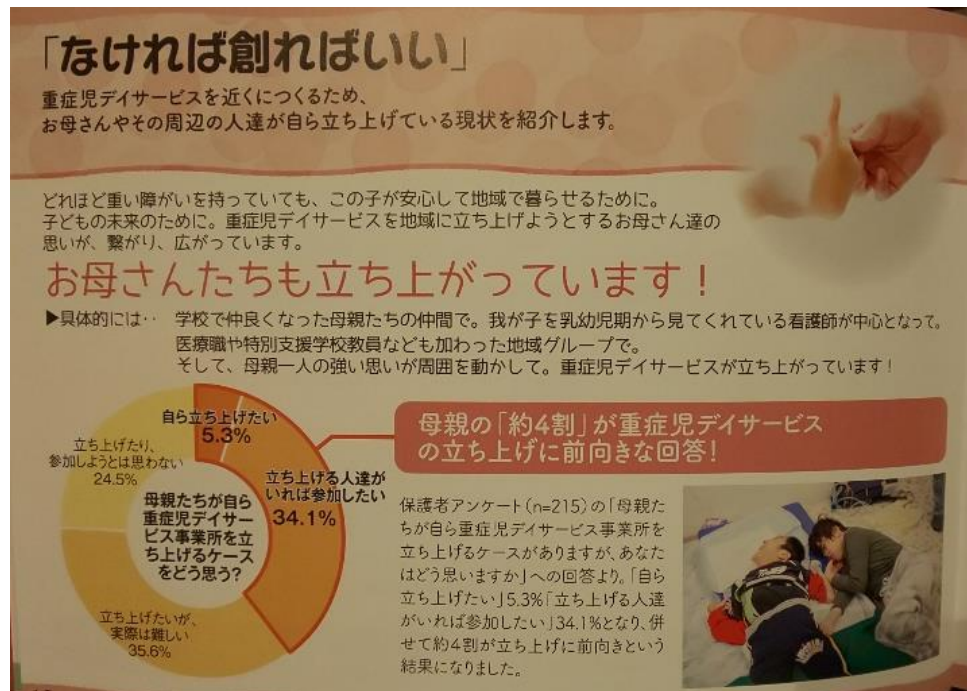 「なければ創ればいい」
重症児デイサービスを近くにつくるため、
お母さんやその周辺の人達が自ら立ち上げている現状を紹介します。
どれほど重い障がいを持っていても、この子が安心して地域で暮らせるために。
子どもの未来のために。重症児デイサービスを地域に立ち上げようとするお母さん達の
思いが、繋がり、広がっています。
お母さんたちも立ち上がっています！
▶具体的には‥ 学校で仲良くなった母親たちの仲間で。我が子を乳幼児期から見てくれている看護師が中心となって。
医療職や特別支援学校教員なども加わった地域グループで。
そして、母親一人の強い思いが周囲を動かして。重症児デイサービスが立ち上がっています！
自ら立ち上げたい
5.3%
立ち上げる人達が
いれば参加したい
34.1%
立ち上げたいが、
実際は難しい
35.6%
立ち上げたり、
参加しようとは思わない
24.5%
母親たちが自ら
重症児デイサー
ビス事業所を立
ち上げるケース
をどう思う？
母親の「約4割」が重症児デイサービス
の立ち上げに前向きな回答！
保護者アンケート(n=215)の「母親た
ちが自ら重症児デイサービス事業所を
立ち上げるケースがありますが、あなた
はどう思いますか」への回答より。「自ら
立ち上げたい」5.3%「立ち上げる人達
がいれば参加したい」34.1%となり、併
せて約4割が立ち上げに前向きという
結果になりました。